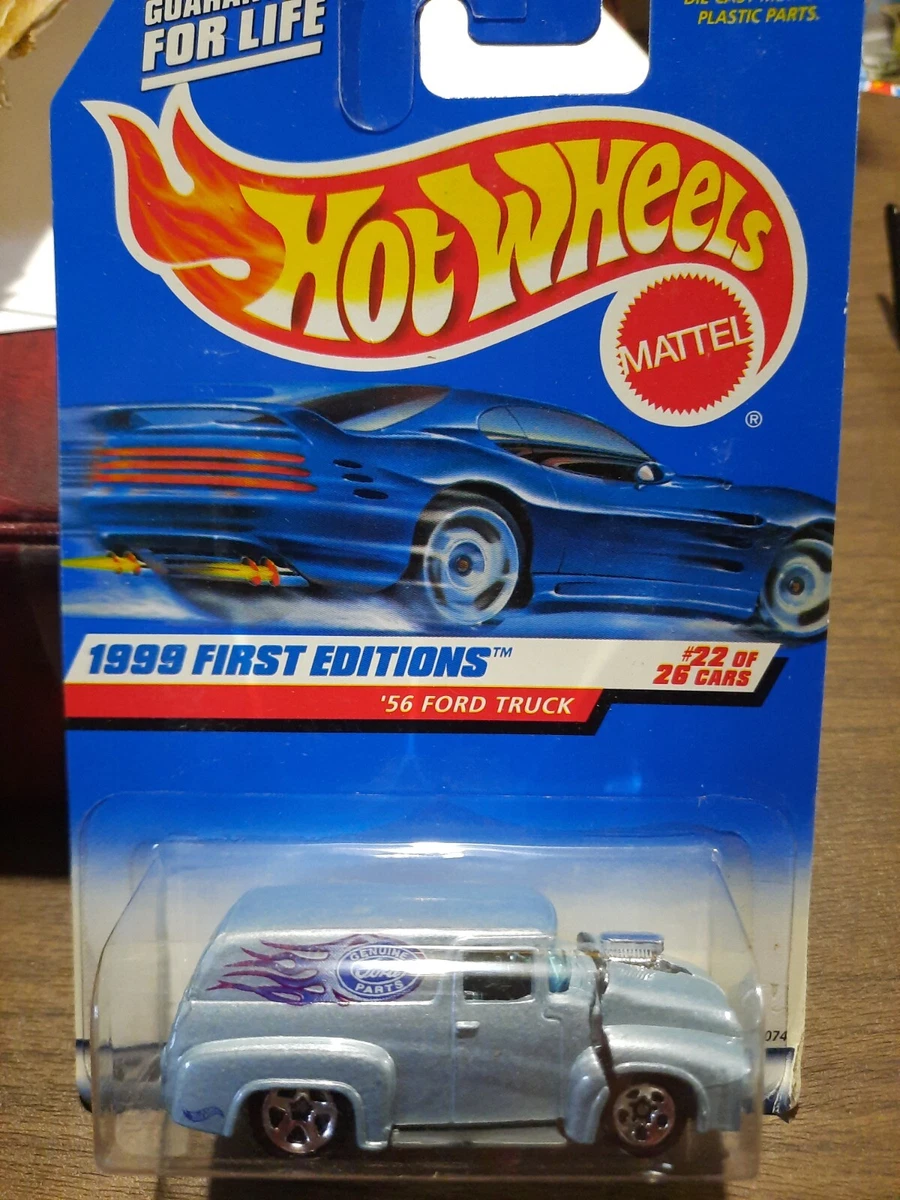 FOR LIFE
PLASTIC PARTS.
HOT WHEELS
MATTEL
®
1999 FIRST EDITIONS™
#22 OF
26 CARS
'56 FORD TRUCK
GENUINE
Ford
PARTS
074